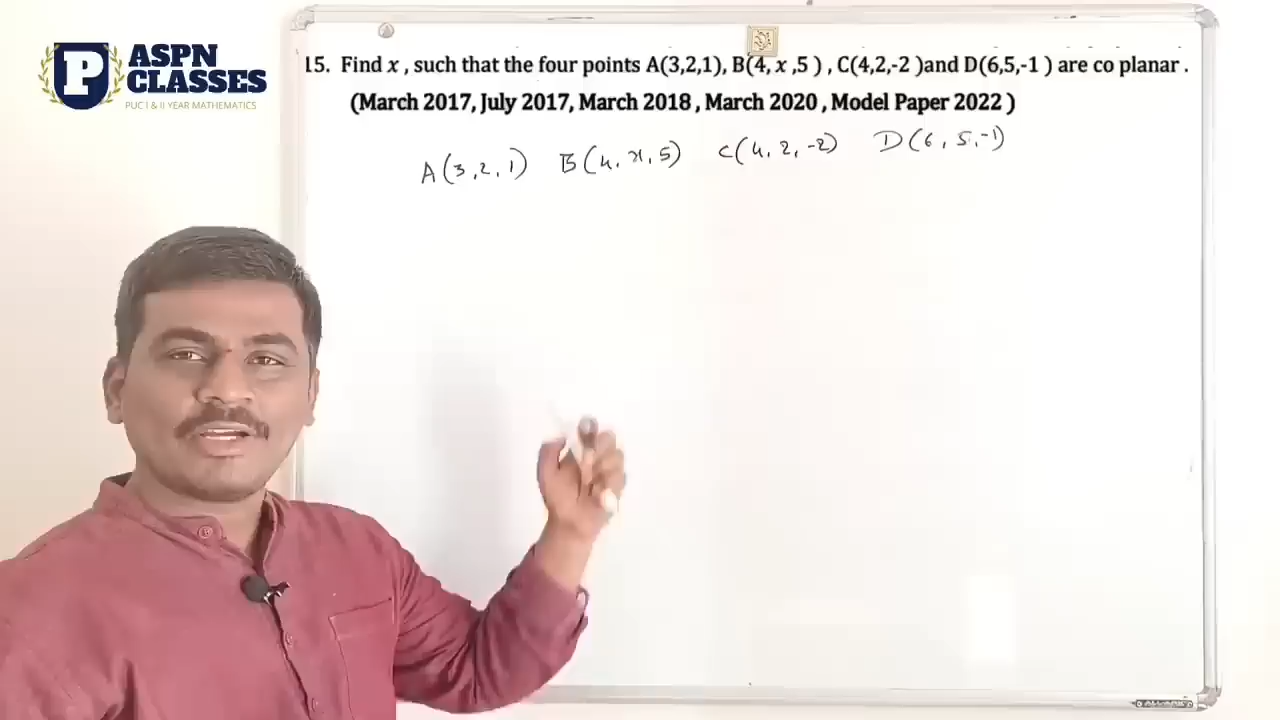 ASPN
CLASSES
PUC I & II YEAR MATHEMATICS
15. Find x , such that the four points A(3,2,1), B(4, x ,5 ) , C(4,2,-2 )and D(6,5,-1 ) are co planar .
(March 2017, July 2017, March 2018 , March 2020 , Model Paper 2022 )
A(3,2,1) B(4,x,5) C(4,2,-2) D(6,5,-1)